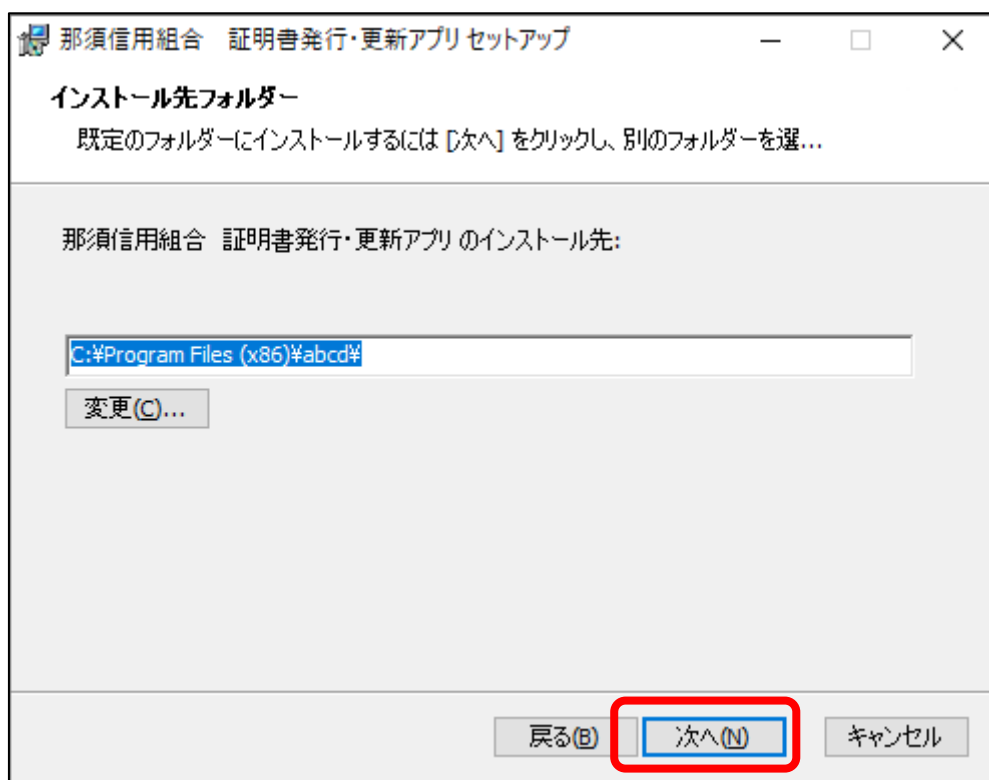 那須信用組合　証明書発行・更新アプリ セットアップ
インストール先フォルダー
既定のフォルダーにインストールするには [次へ] をクリックし、別のフォルダーを選...
那須信用組合　証明書発行・更新アプリ のインストール先:
C:¥Program Files (x86)¥abcd¥
変更(C)...
戻る(B) 次へ(N) キャンセル